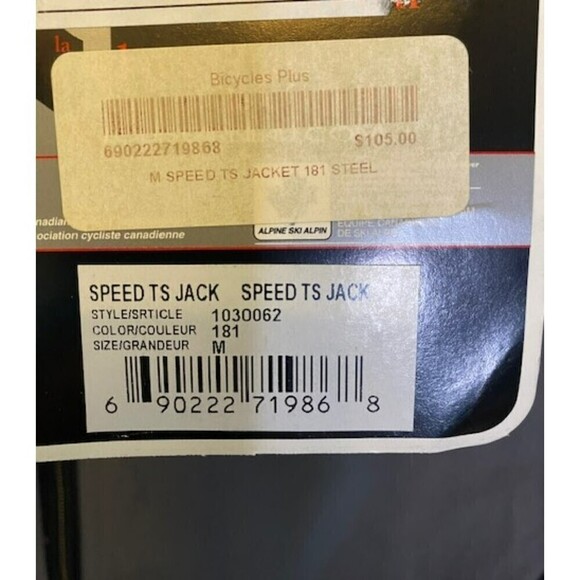 la
Bicycles Plus
690222719868
$105.00
M SPEED TS JACKET 181 STEEL
ALPINE SKI ALPIN
ociation cycliste canadienne
SPEED TS JACK SPEED TS JACK
STYLE/SRTICLE 1030062
COLOR/COULEUR 181
SIZE/GRANDEUR M
6 90222 71986 8